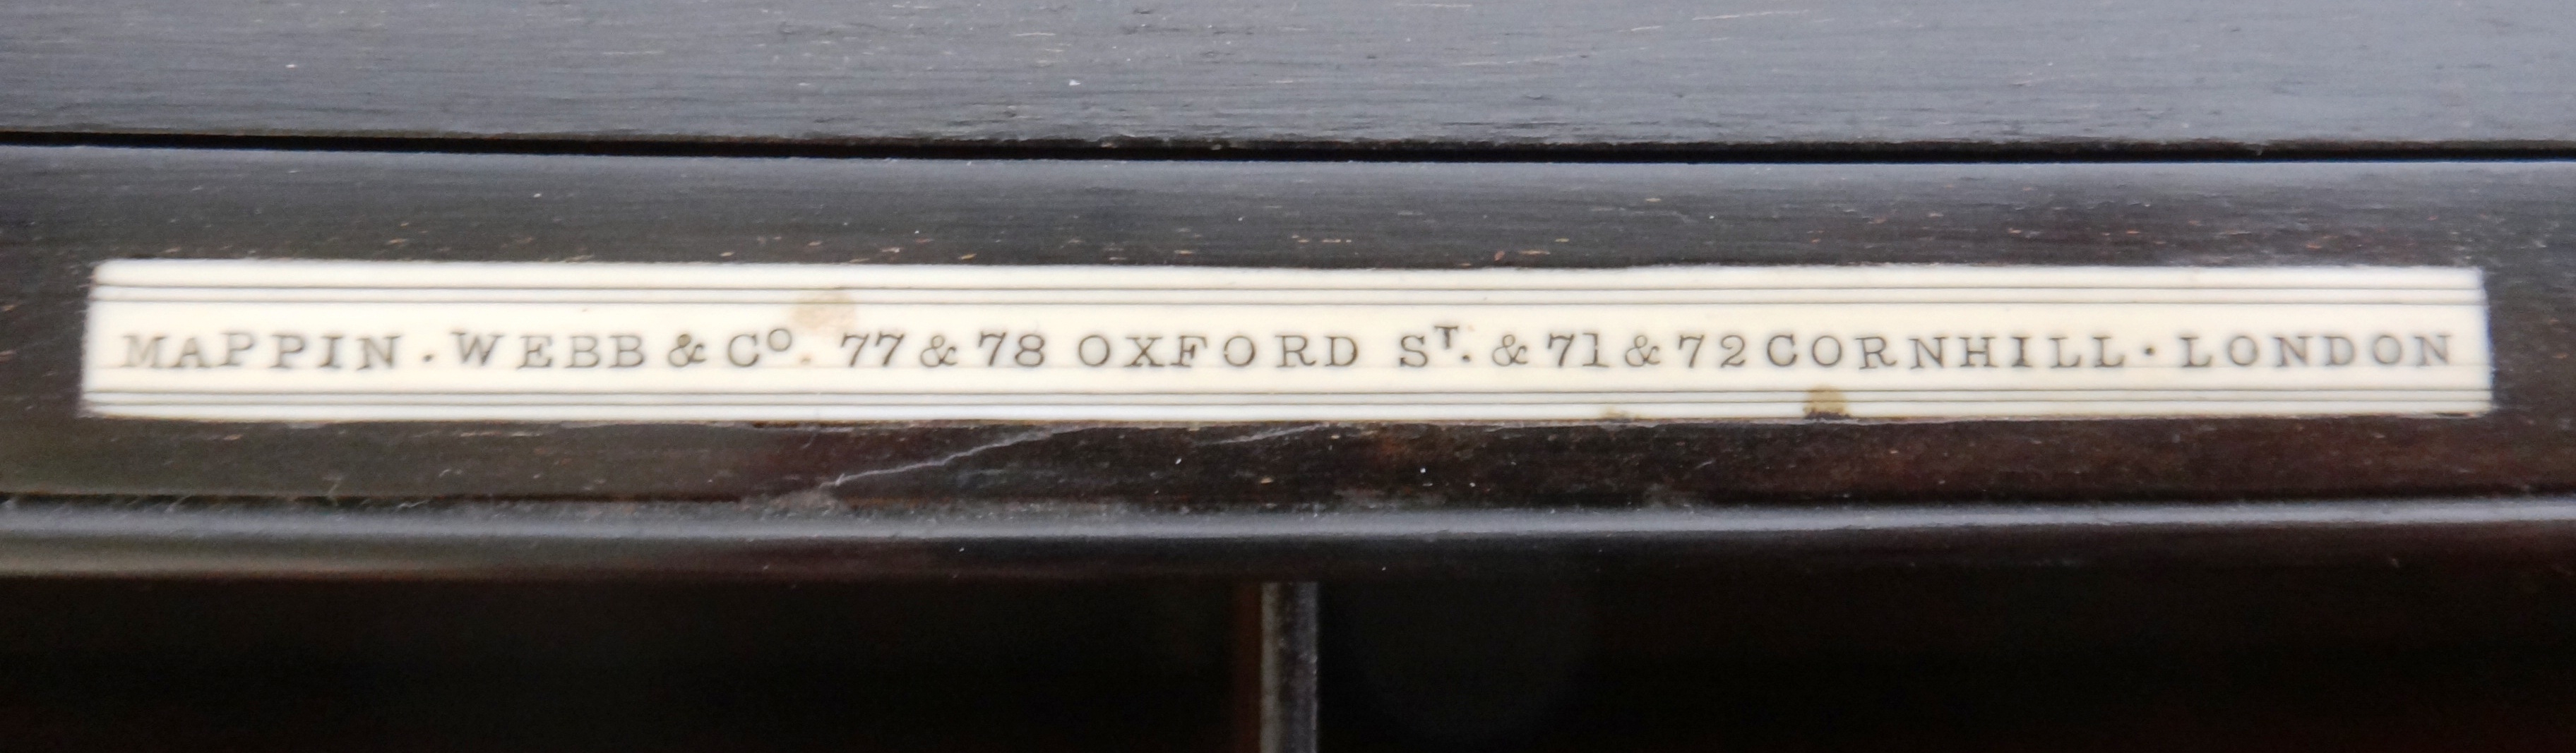 MAPPIN . WEBB & Cᴼ. 77 & 78 OXFORD Sᵀ. & 71 & 72 CORNHILL · LONDON